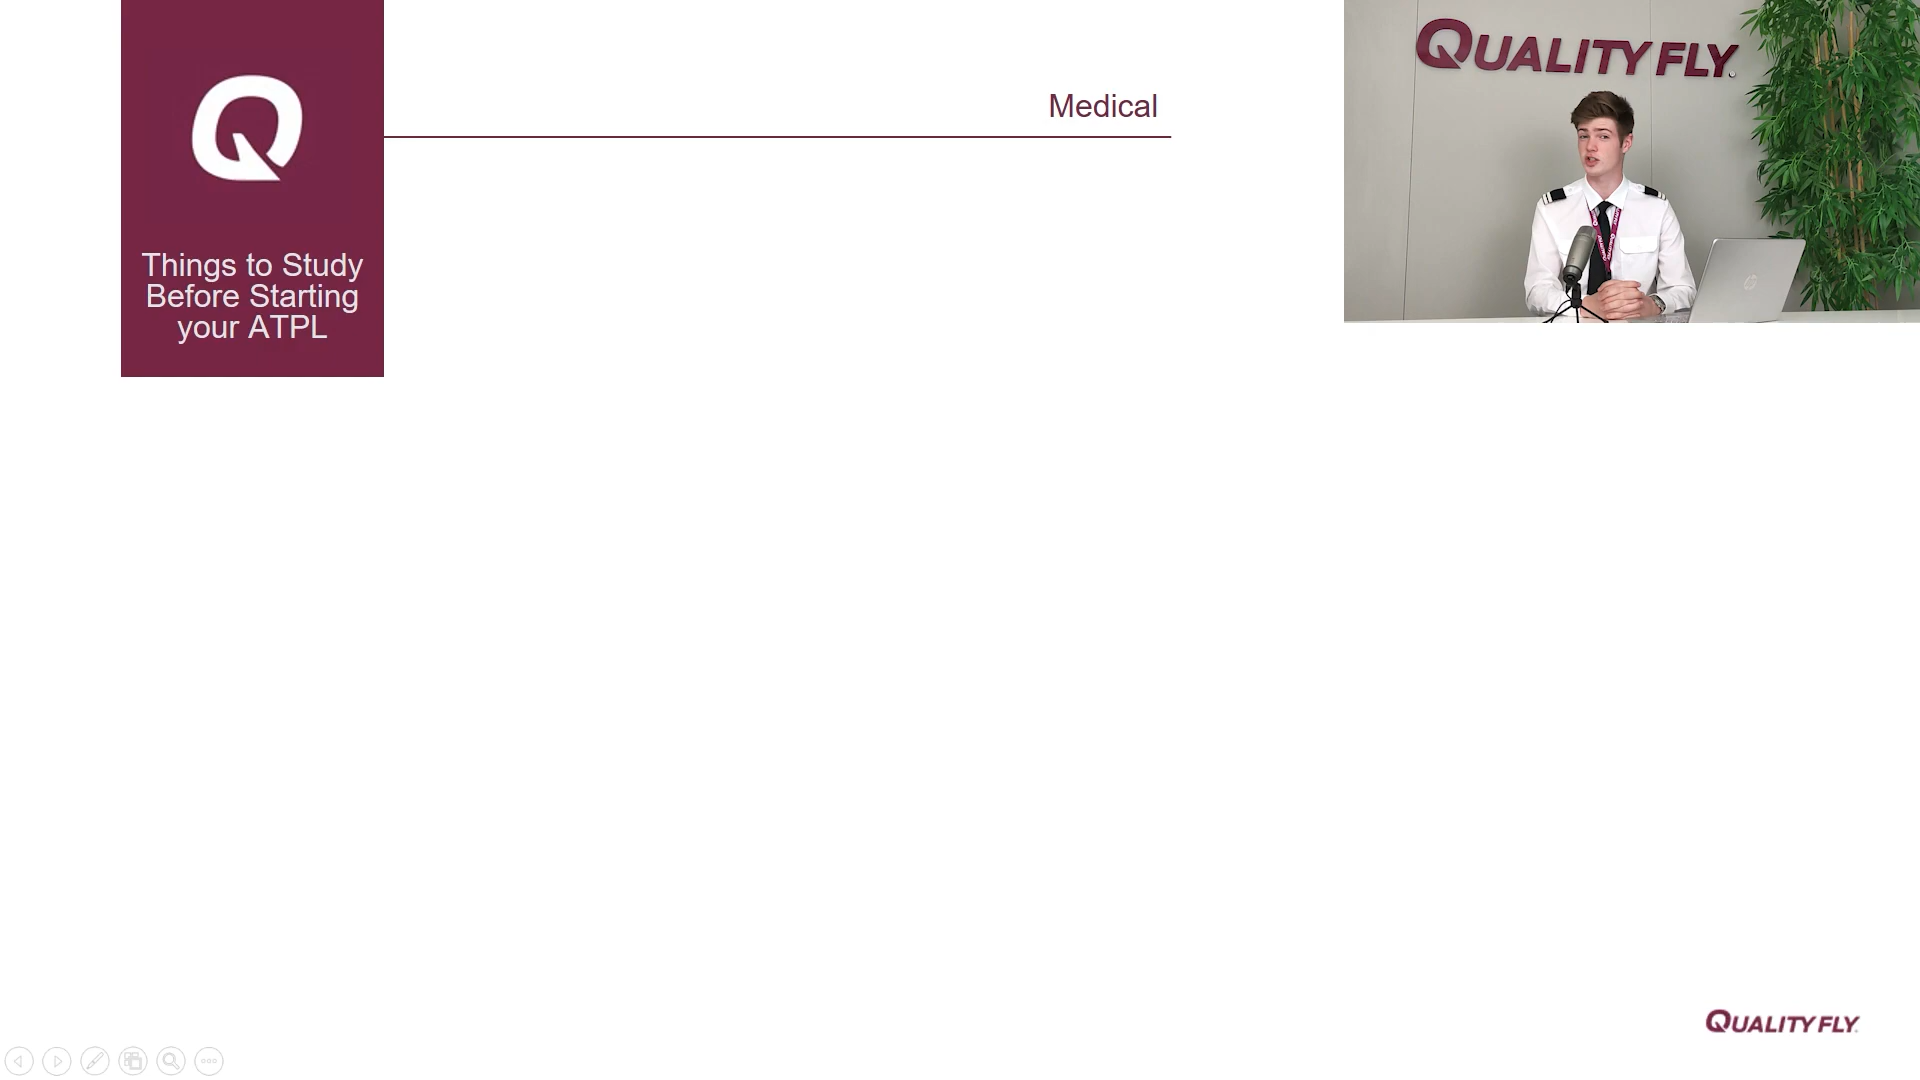 Things to Study
Before Starting
your ATPL
Medical
QUALITY FLY
QUALITY FLY